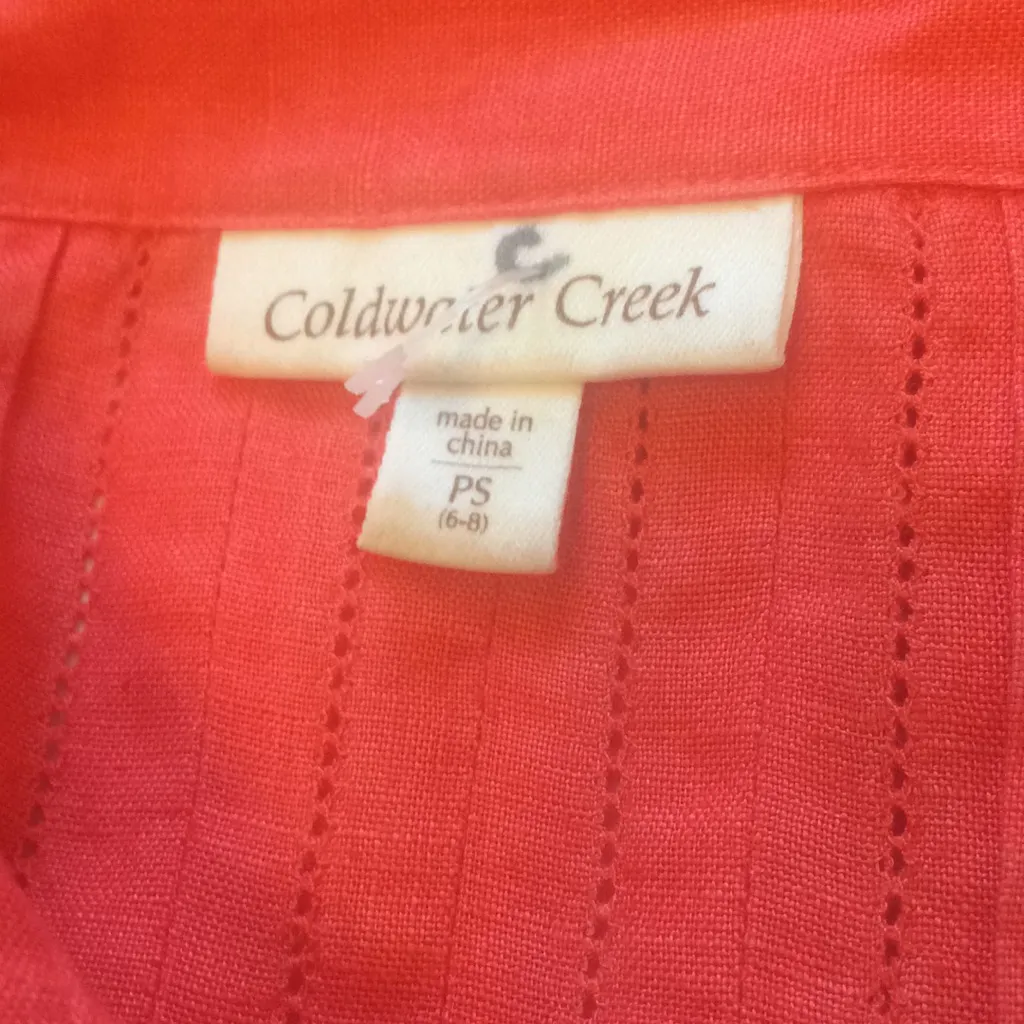 Coldwater Creek
made in
china
PS
(6-8)